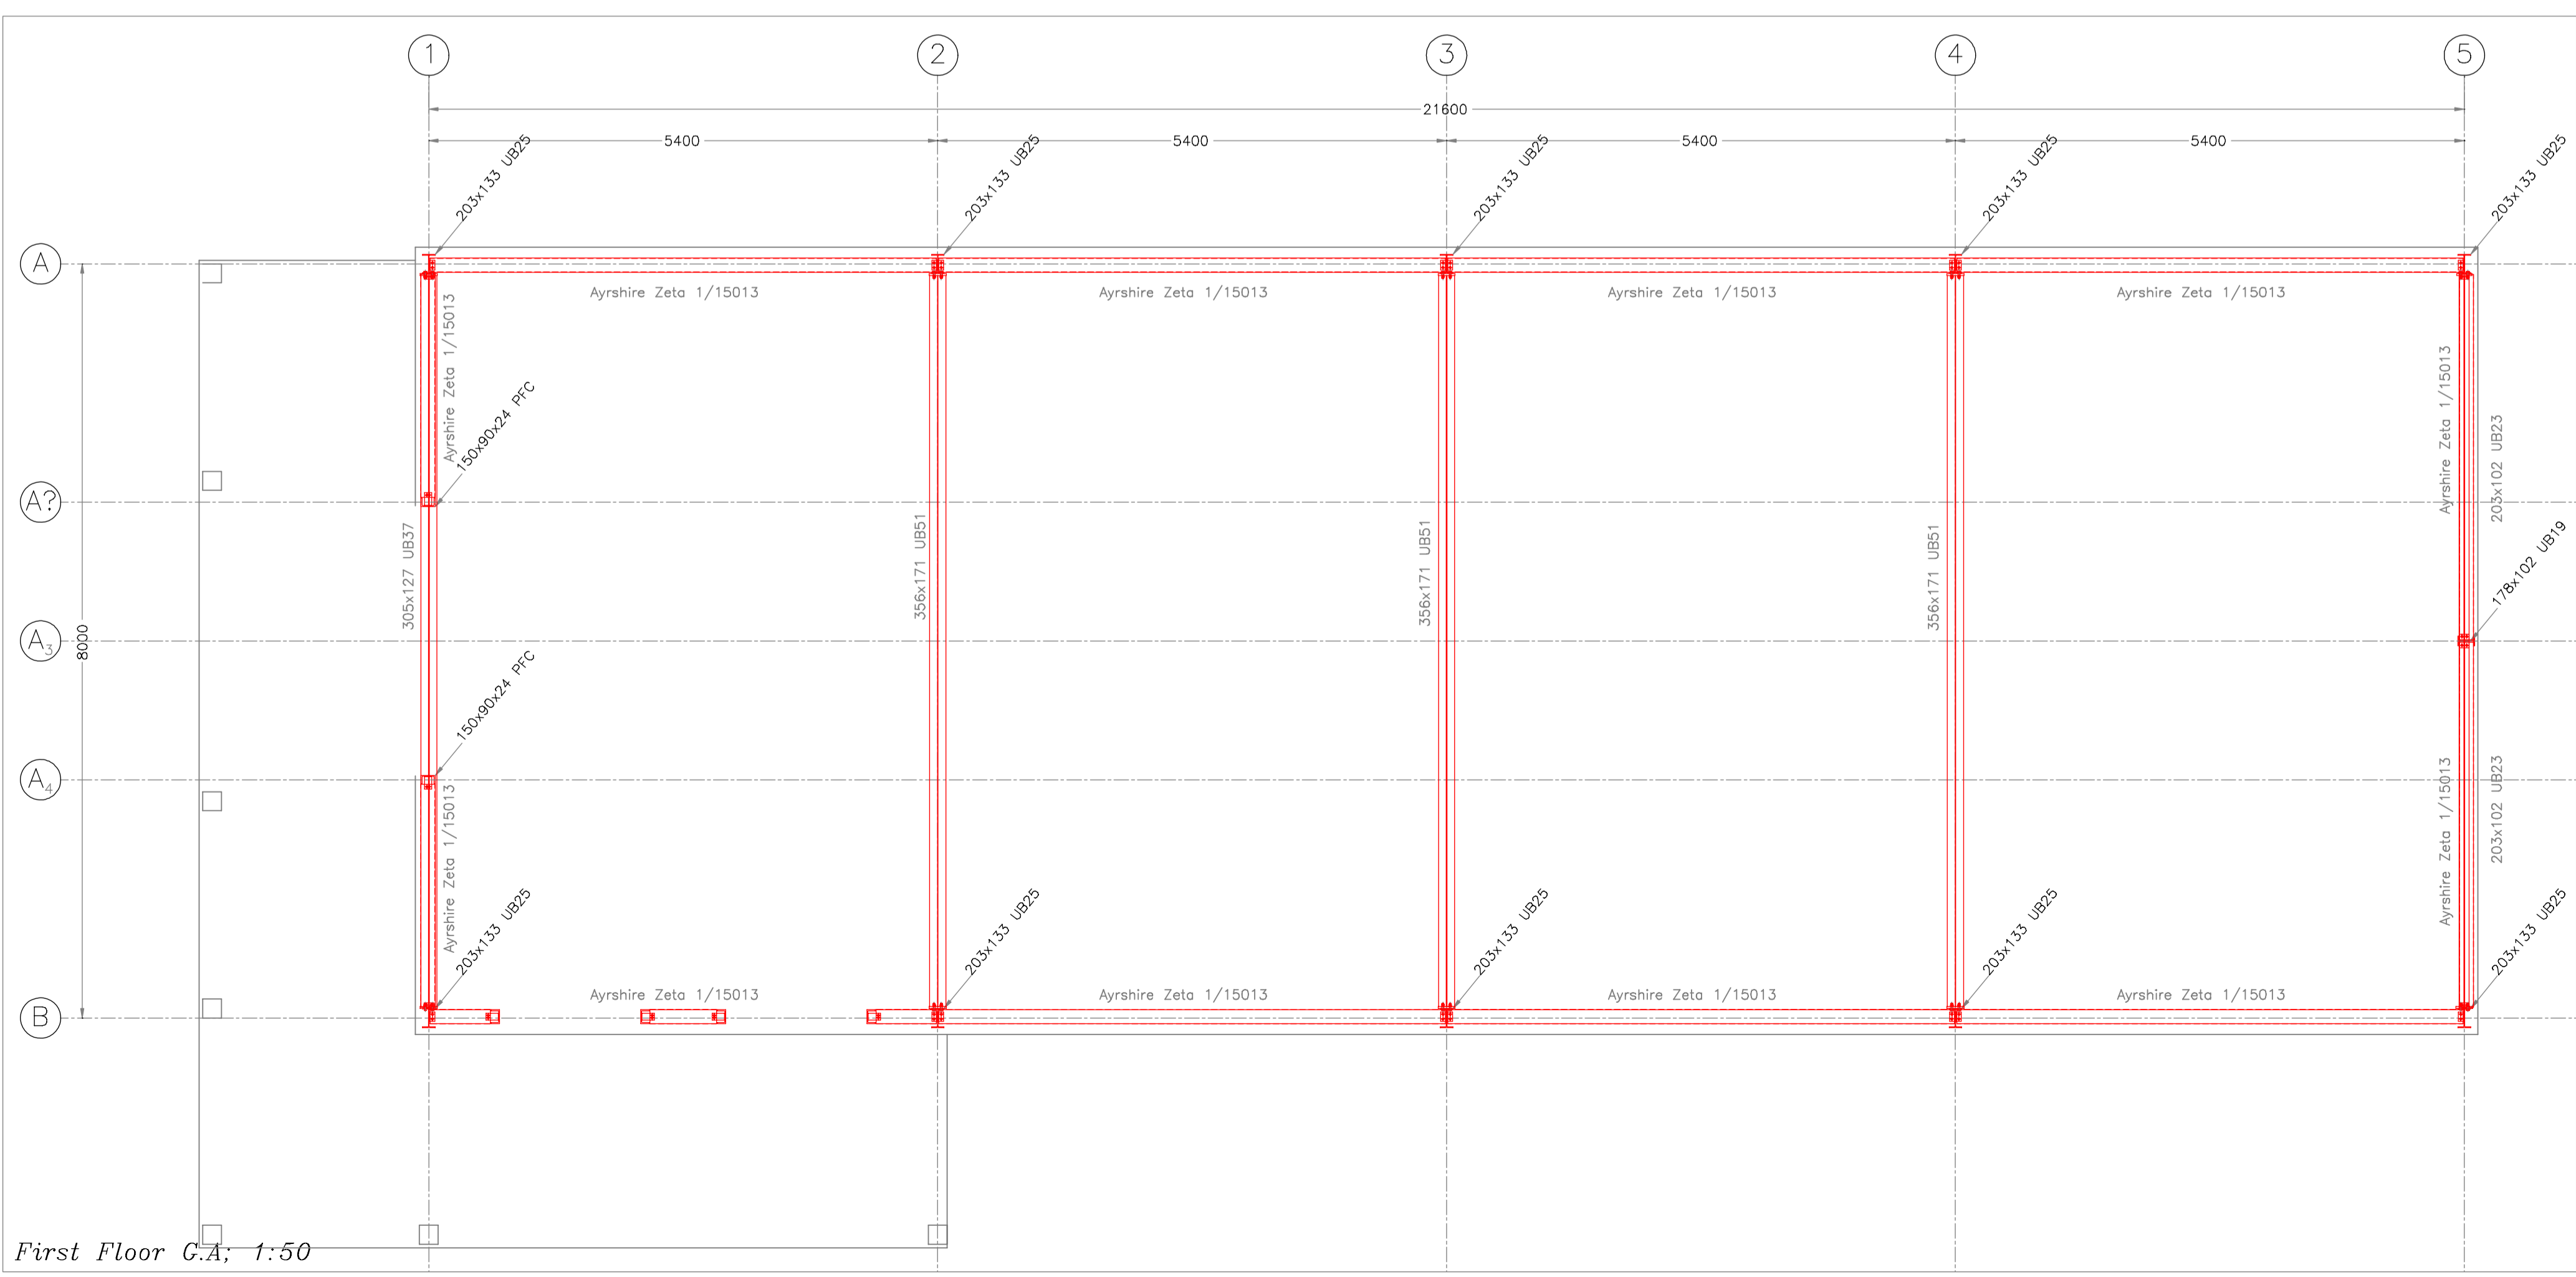 1
2
3
4
5
21600
5400
5400
5400
5400
203x133 UB25
203x133 UB25
203x133 UB25
203x133 UB25
203x133 UB25
A
Ayrshire Zeta 1/15013
Ayrshire Zeta 1/15013
Ayrshire Zeta 1/15013
Ayrshire Zeta 1/15013
Ayrshire Zeta 1/15013
Ayrshire Zeta 1/15013
150x90x24 PFC
203x102 UB23
A?
305x127 UB37
356x171 UB51
356x171 UB51
356x171 UB51
178x102 UB19
A3
8000
150x90x24 PFC
A4
Ayrshire Zeta 1/15013
Ayrshire Zeta 1/15013
203x102 UB23
203x133 UB25
203x133 UB25
203x133 UB25
203x133 UB25
203x133 UB25
Ayrshire Zeta 1/15013
Ayrshire Zeta 1/15013
Ayrshire Zeta 1/15013
Ayrshire Zeta 1/15013
B
First Floor G.A; 1:50